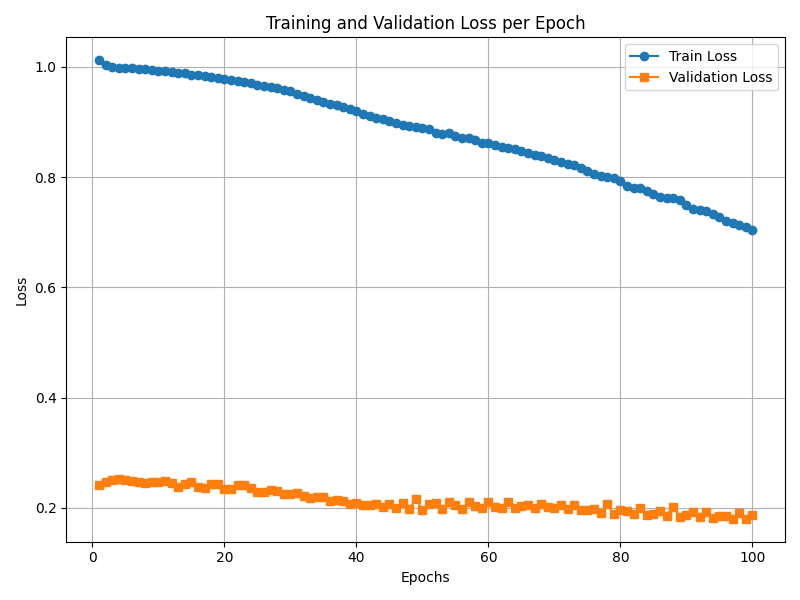 Training and Validation Loss per Epoch
Train Loss
Validation Loss
1.0
0.8
0.6
0.4
0.2
Loss
0 20 40 60 80 100
Epochs